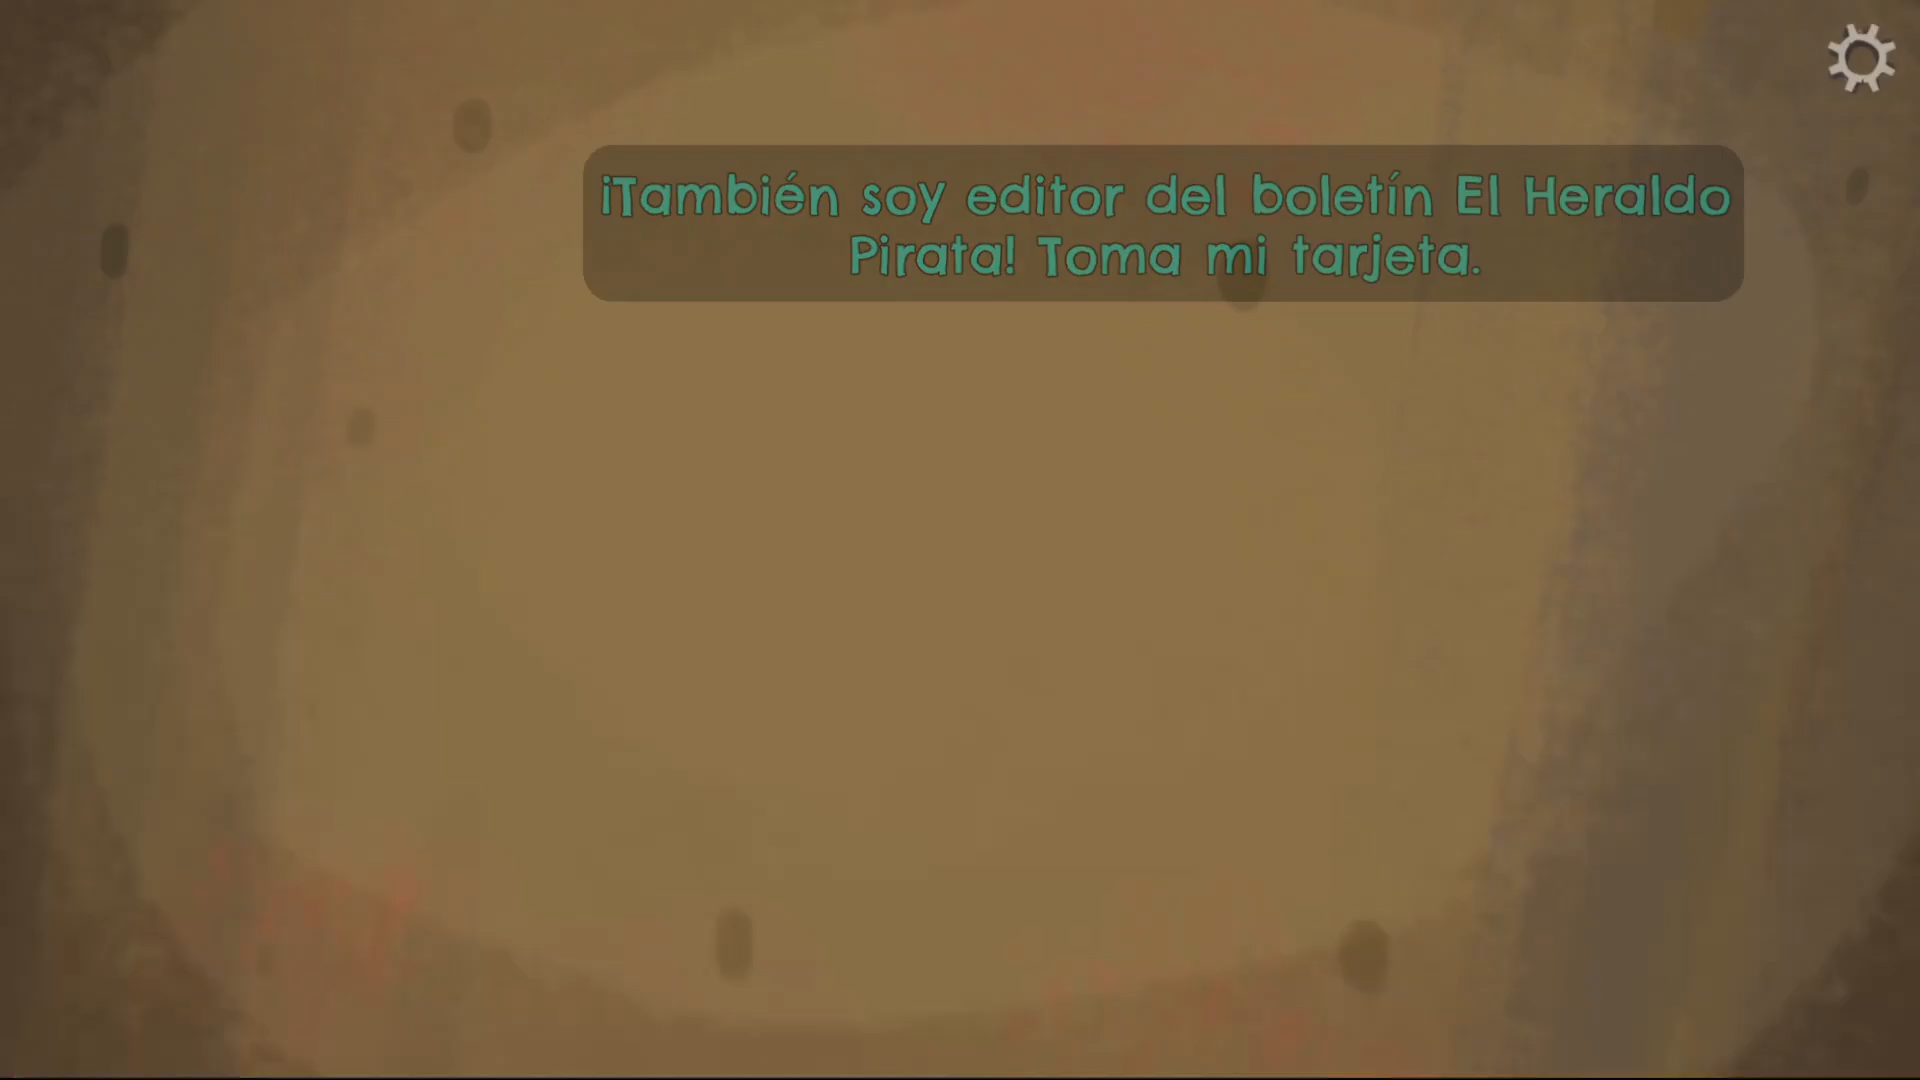 ¡También soy editor del boletín El Heraldo
Pirata! Toma mi tarjeta.